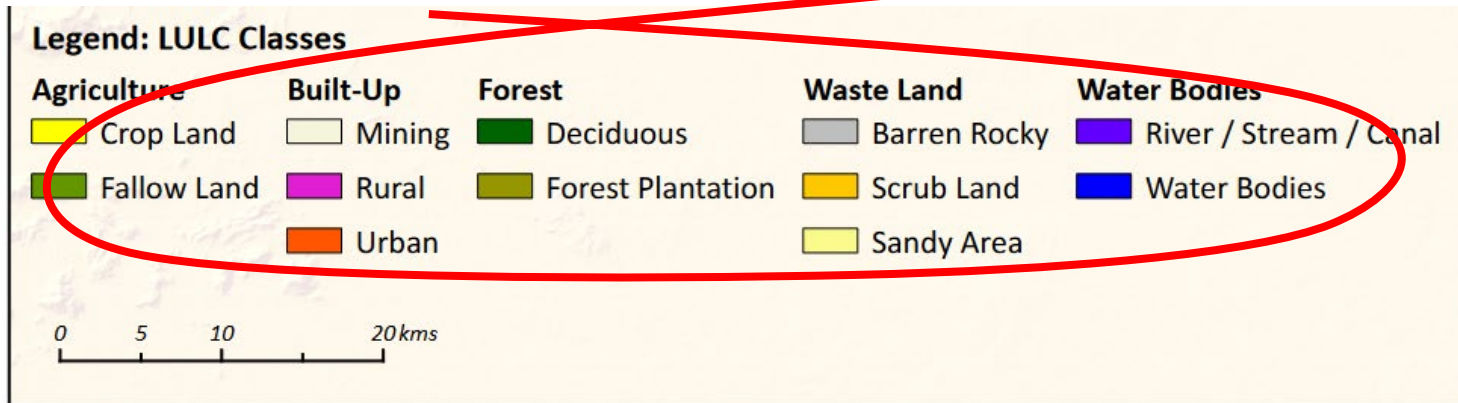 Legend: LULC Classes
Agriculture Built-Up Forest Waste Land Water Bodies
Crop Land Mining Deciduous Barren Rocky River / Stream / Canal
Fallow Land Rural Forest Plantation Scrub Land Water Bodies
Urban Sandy Area
0 5 10 20 kms